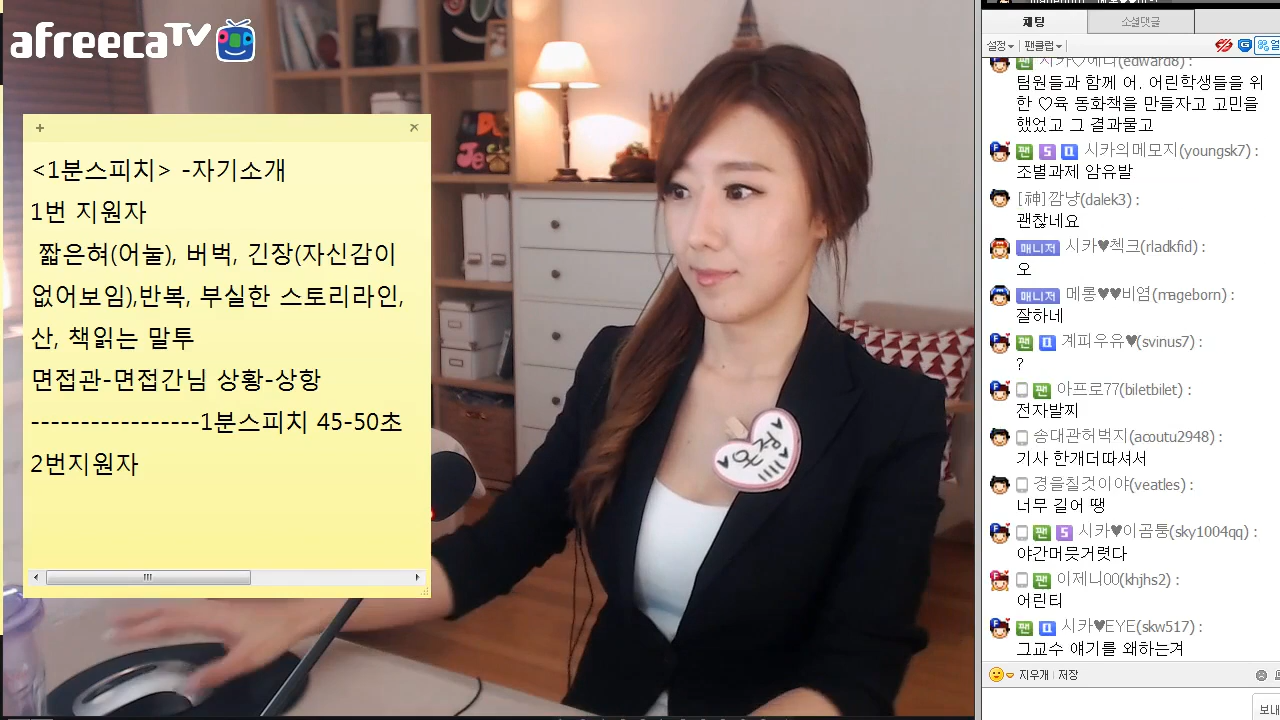 afreecaTV
+ ×
<1분스피치> -자기소개
1번 지원자
짧은혀(어눌), 버벅, 긴장(자신감이
없어보임),반복, 부실한 스토리라인,
산, 책읽는 말투
면접관-면접간님 상황-상항
-----------------1분스피치 45-50초
2번지원자
채팅
소셜댓글
설정
팬클럽
(edward8) :
텀원들과 함께 어. 어린학생들을 위
한 ♡육 동화책을 만들자고 고민을
했었고 그 결과물고
팬 S 시카의메모지(youngsk7) :
조별과제 암유발
[神]깜냥(dalek3) :
괜찮네요
매니저 시카♥첵크(rladkfid) :
오
매니저 메롱♥♥비염(mageborn) :
잘하네
팬 계피우유♥(svinus7) :
?
팬 아프로77(biletbilet) :
전자발찌
송대관허벅지(acoutu2948) :
기사 한개더따셔서
경을칠것이야(veatles) :
너무 길어 땡
팬 S 시카♥이곰퉁(sky1004qq) :
야간머믓거렷다
팬 이제니00(khjhs2) :
어린티
팬 시카♥EYE(skw517) :
그교수 얘기를 왜하는겨
지우개
저장
보내